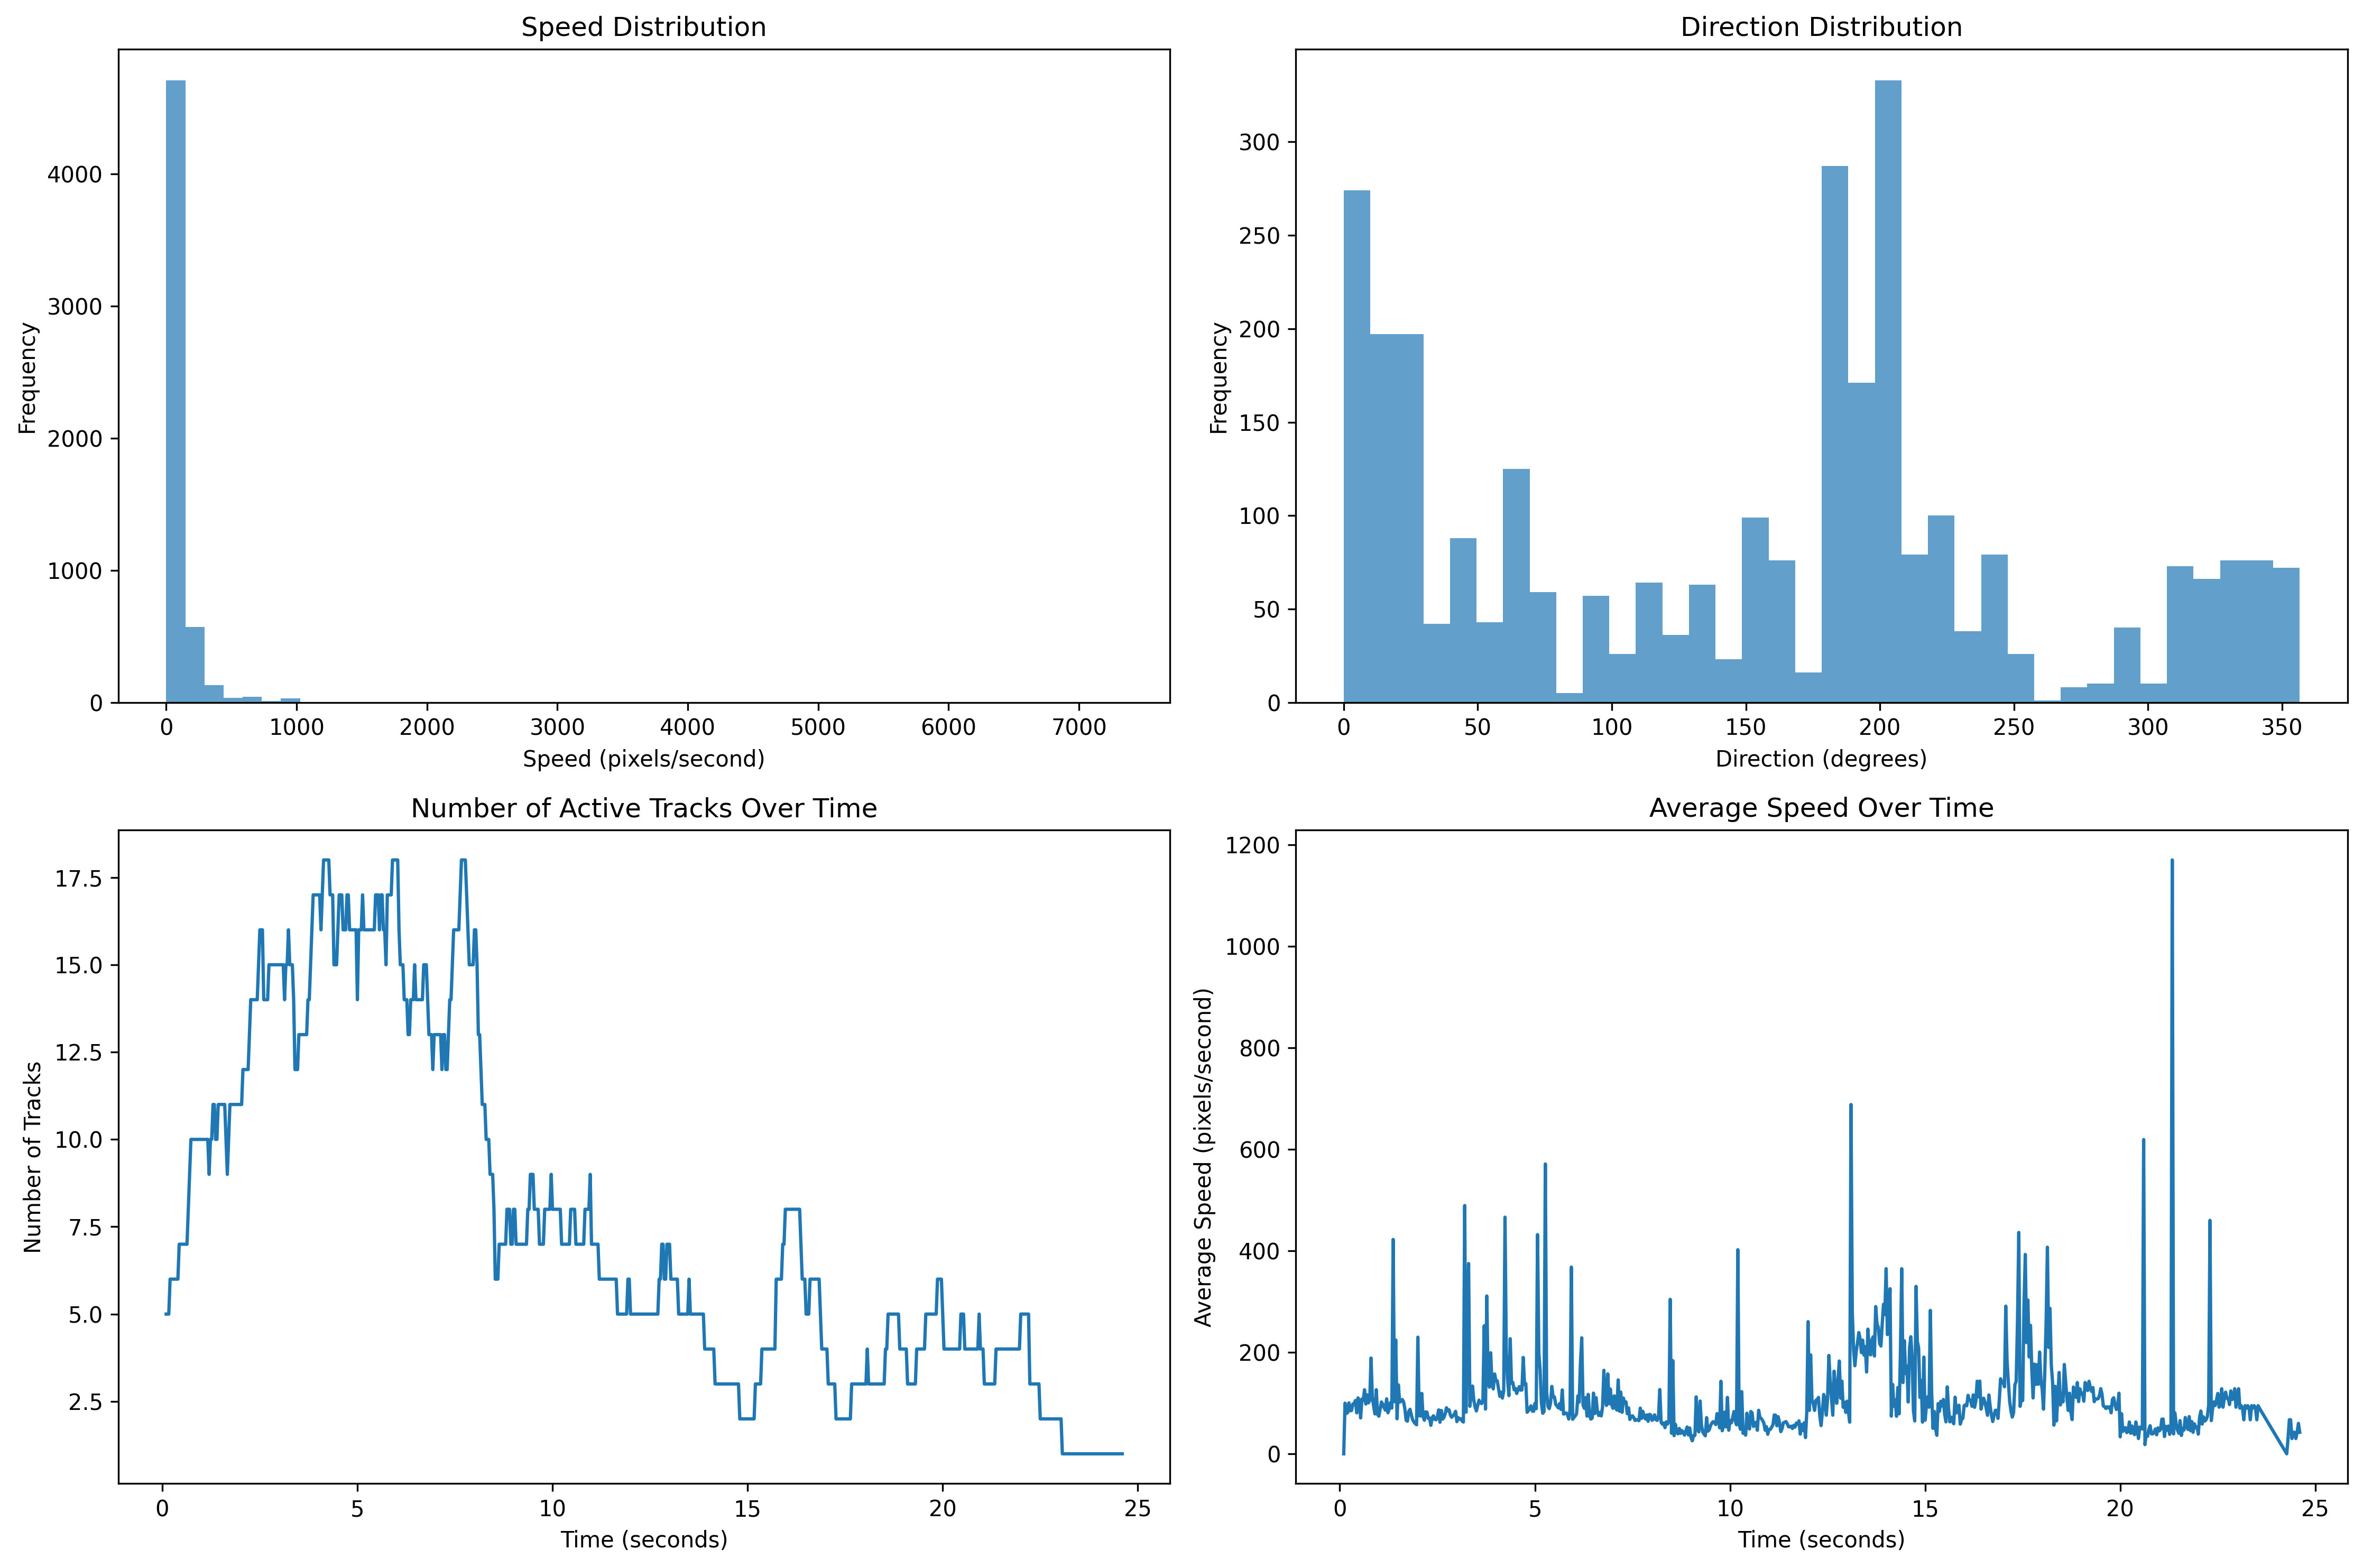 Speed Distribution
Frequency
4000
3000
2000
1000
0
0 1000 2000 3000 4000 5000 6000 7000
Speed (pixels/second)
Direction Distribution
Frequency
300
250
200
150
100
50
0
0 50 100 150 200 250 300 350
Direction (degrees)
Number of Active Tracks Over Time
Number of Tracks
17.5
15.0
12.5
10.0
7.5
5.0
2.5
0 5 10 15 20 25
Time (seconds)
Average Speed Over Time
Average Speed (pixels/second)
1200
1000
800
600
400
200
0
0 5 10 15 20 25
Time (seconds)